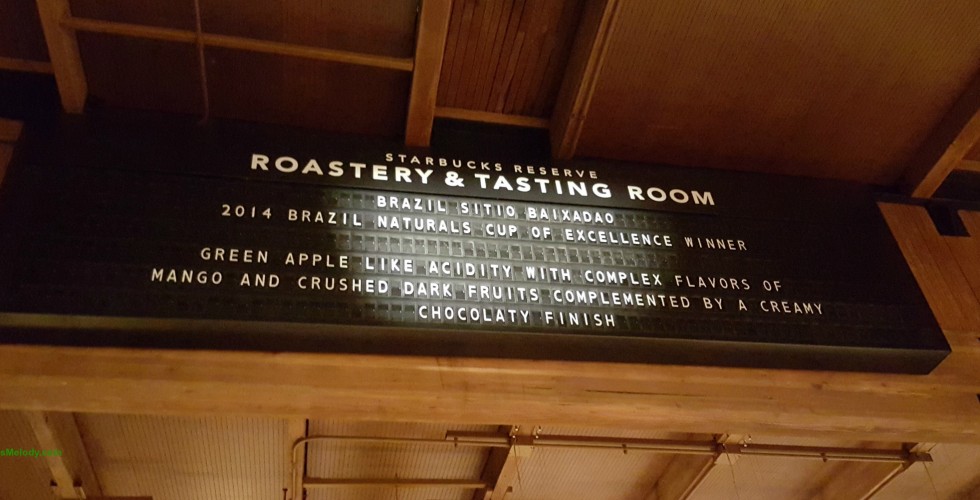 STARBUCKS RESERVE
ROASTERY & TASTING ROOM
BRAZIL SITIO BAIXADAO
2014 BRAZIL NATURALS CUP OF EXCELLENCE WINNER
GREEN APPLE LIKE ACIDITY WITH COMPLEX FLAVORS OF
MANGO AND CRUSHED DARK FRUITS COMPLEMENTED BY A CREAMY
CHOCOLATY FINISH